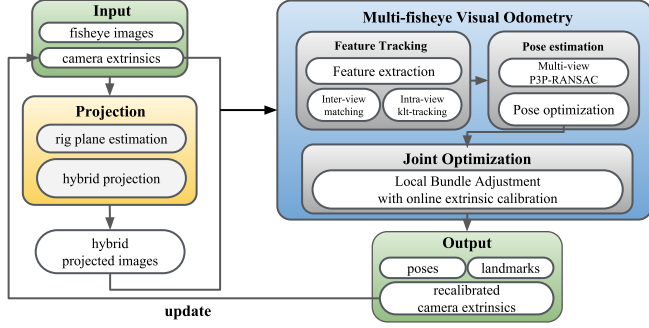 Input
fisheye images
camera extrinsics
Projection
rig plane estimation
hybrid projection
hybrid
projected images
Multi-fisheye Visual Odometry
Feature Tracking
Feature extraction
Inter-view
matching
Intra-view
klt-tracking
Pose estimation
Multi-view
P3P-RANSAC
Pose optimization
Joint Optimization
Local Bundle Adjustment
with online extrinsic calibration
Output
poses
landmarks
recalibrated
camera extrinsics
update